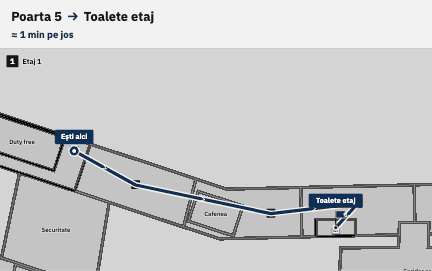 Poarta 5 → Toalete etaj
≈ 1 min pe jos
1 Etaj 1
Ești aici
Duty free
Toalete etaj
Cafenea
Securitate